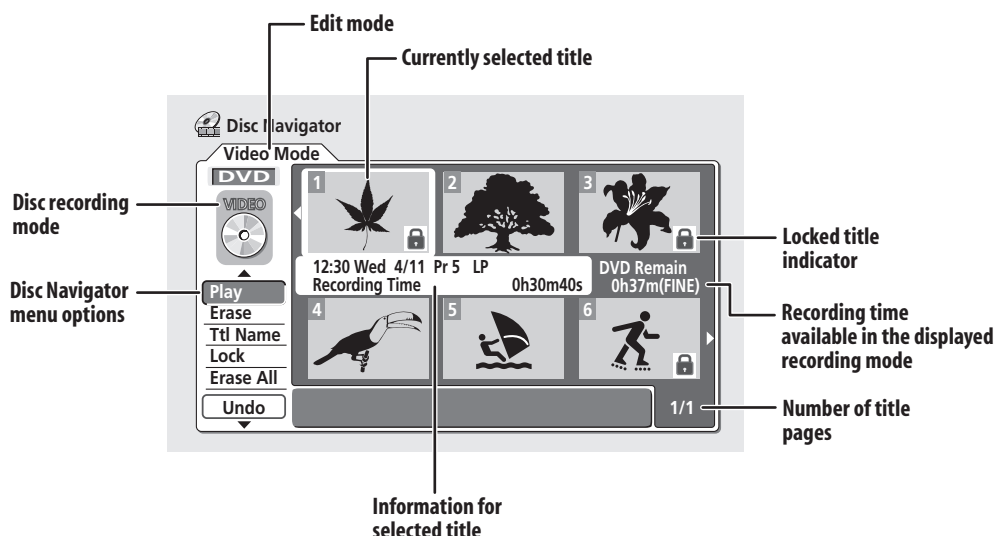 Edit mode
Currently selected title
Disc Navigator
Video Mode
DVD
VIDEO
1
2
3
Disc recording
mode
Locked title
indicator
12:30 Wed 4/11 Pr 5 LP
Recording Time 0h30m40s
DVD Remain
0h37m(FINE)
Disc Navigator
menu options
Play
Erase
Ttl Name
Lock
Erase All
Undo
4
5
6
Recording time
available in the displayed
recording mode
1/1
Number of title
pages
Information for
selected title